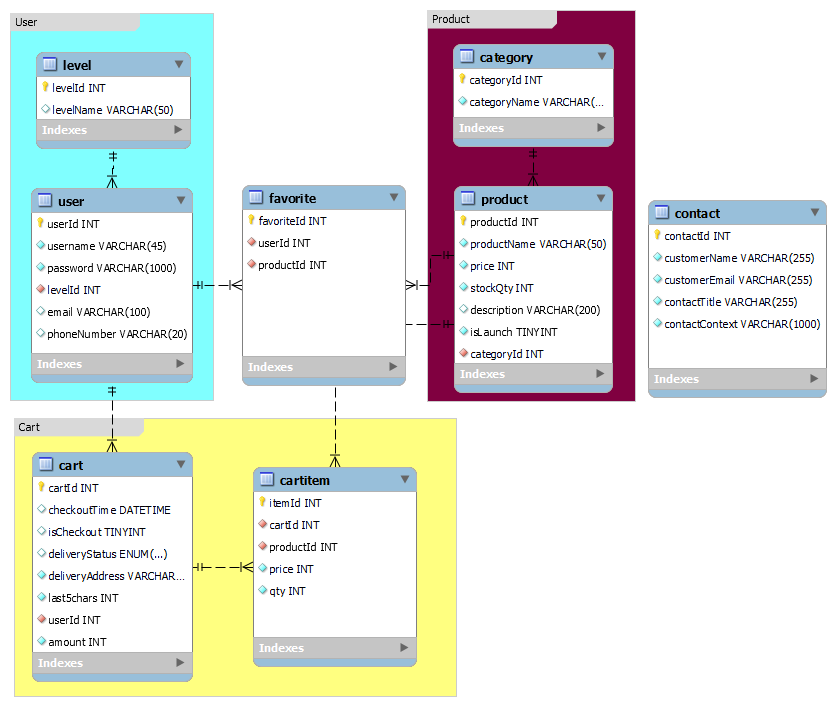 User
level
levelId INT
levelName VARCHAR(50)
Indexes
user
userId INT
username VARCHAR(45)
password VARCHAR(1000)
levelId INT
email VARCHAR(100)
phoneNumber VARCHAR(20)
Indexes
favorite
favoriteId INT
userId INT
productId INT
Indexes
Product
category
categoryId INT
categoryName VARCHAR(...
Indexes
product
productId INT
productName VARCHAR(50)
price INT
stockQty INT
description VARCHAR(200)
isLaunch TINYINT
categoryId INT
Indexes
contact
contactId INT
customerName VARCHAR(255)
customerEmail VARCHAR(255)
contactTitle VARCHAR(255)
contactContext VARCHAR(1000)
Indexes
Cart
cart
cartId INT
checkoutTime DATETIME
isCheckout TINYINT
deliveryStatus ENUM(...)
deliveryAddress VARCHAR...
last5chars INT
userId INT
amount INT
Indexes
cartitem
itemId INT
cartId INT
productId INT
price INT
qty INT
Indexes